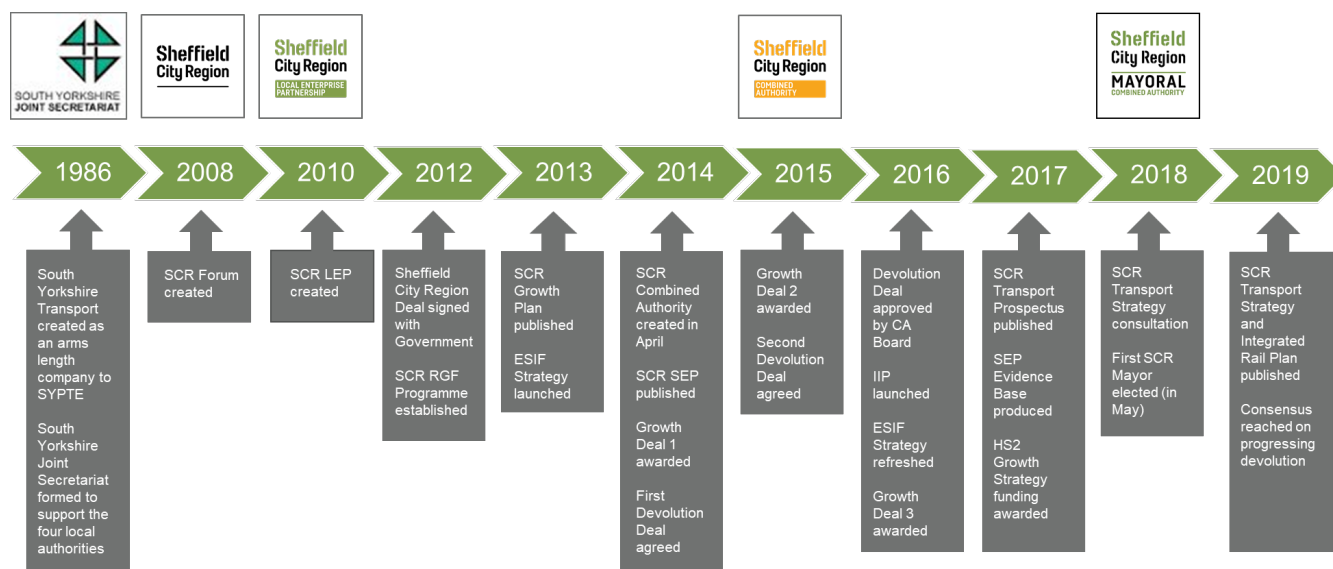 SOUTH YORKSHIRE
JOINT SECRETARIAT
Sheffield
City Region
Sheffield
City Region
LOCAL ENTERPRISE
PARTNERSHIP
Sheffield
City Region
COMBINED
AUTHORITY
Sheffield
City Region
MAYORAL
COMBINED AUTHORITY
1986
2008
2010
2012
2013
2014
2015
2016
2017
2018
2019
South
Yorkshire
Transport
created as
an arms
length
company to
SYPTE
South
Yorkshire
Joint
Secretariat
formed to
support the
four local
authorities
SCR Forum
created
SCR LEP
created
Sheffield
City Region
Deal signed
with
Government
SCR RGF
Programme
established
SCR
Growth
Plan
published
ESIF
Strategy
launched
SCR
Combined
Authority
created in
April
SCR SEP
published
Growth
Deal 1
awarded
First
Devolution
Deal
agreed
Growth
Deal 2
awarded
Second
Devolution
Deal
agreed
Devolution
Deal
approved
by CA
Board
IIP
launched
ESIF
Strategy
refreshed
Growth
Deal 3
awarded
SCR
Transport
Prospectus
published
SEP
Evidence
Base
produced
HS2
Growth
Strategy
funding
awarded
SCR
Transport
Strategy
consultation
First SCR
Mayor
elected (in
May)
SCR
Transport
Strategy
and
Integrated
Rail Plan
published
Consensus
reached on
progressing
devolution